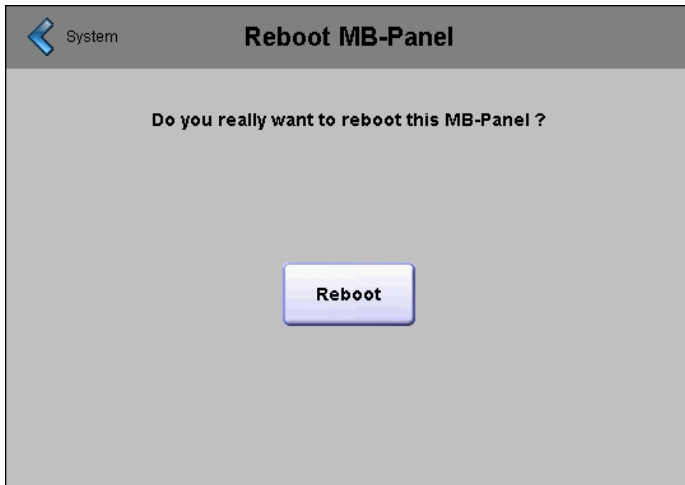 System
Reboot MB-Panel
Do you really want to reboot this MB-Panel ?
Reboot